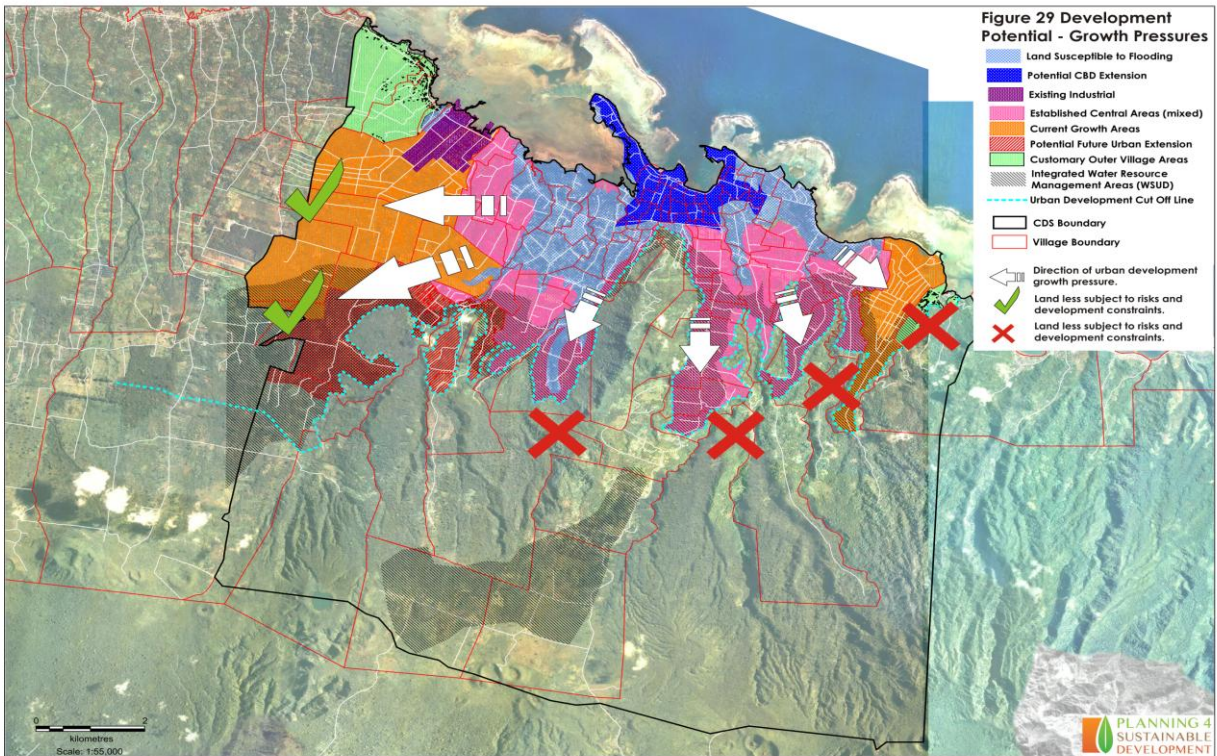 Figure 29 Development
Potential - Growth Pressures
Land Susceptible to Flooding
Potential CBD Extension
Existing Industrial
Established Central Areas (mixed)
Current Growth Areas
Potential Future Urban Extension
Customary Outer Village Areas
Integrated Water Resource
Management Areas (WSUD)
Urban Development Cut Off Line
CDS Boundary
Village Boundary
Direction of urban development
growth pressure.
Land less subject to risks and
development constraints.
Land less subject to risks and
development constraints.
0 2
kilometres
Scale: 1:55,000
PLANNING 4
SUSTAINABLE
DEVELOPMENT